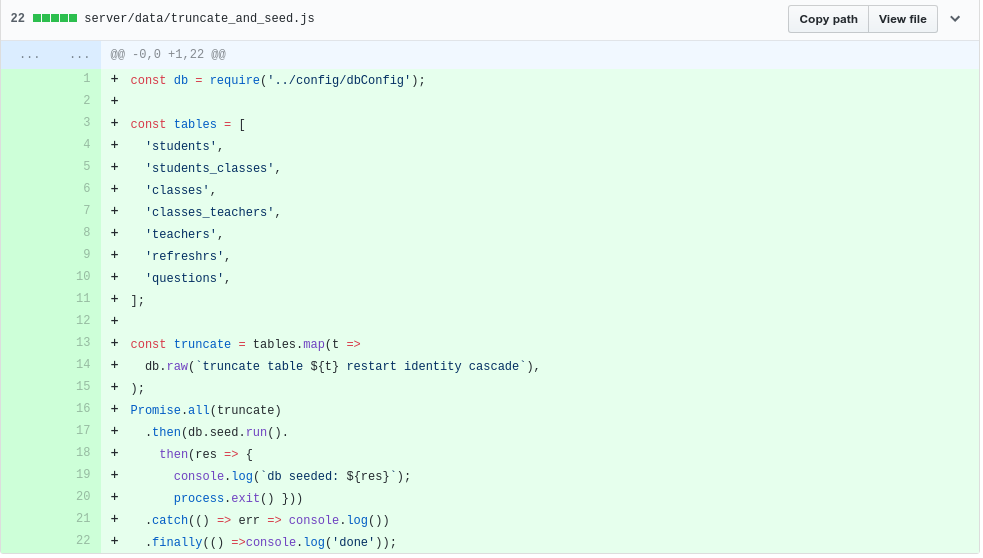 22 server/data/truncate_and_seed.js Copy path View file
... ... @@ -0,0 +1,22 @@
1 + const db = require('../config/dbConfig');
2 +
3 + const tables = [
4 +   'students',
5 +   'students_classes',
6 +   'classes',
7 +   'classes_teachers',
8 +   'teachers',
9 +   'refreshrs',
10 +   'questions',
11 + ];
12 +
13 + const truncate = tables.map(t =>
14 +   db.raw(`truncate table ${t} restart identity cascade`),
15 + );
16 + Promise.all(truncate)
17 +   .then(db.seed.run().
18 +     then(res => {
19 +       console.log(`db seeded: ${res}`);
20 +       process.exit() }))
21 +   .catch(() => err => console.log())
22 +   .finally(() =>console.log('done'));